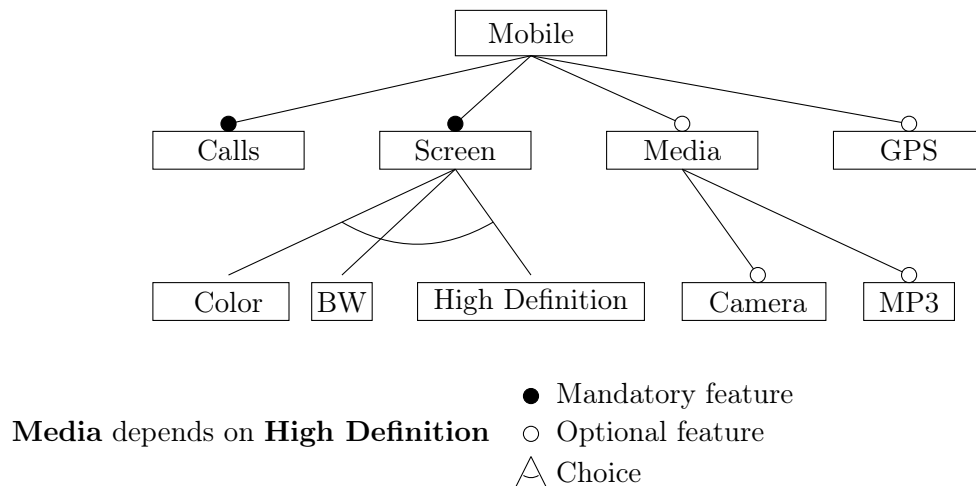 Mobile
Calls Screen Media GPS
Color BW High Definition Camera MP3
Mandatory feature
Media depends on High Definition Optional feature
Choice